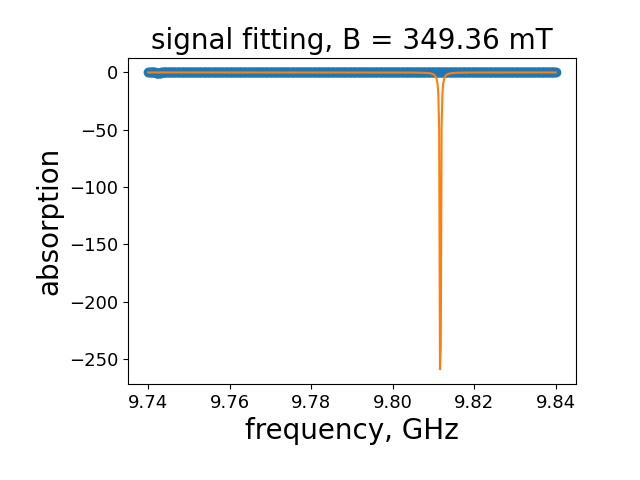 signal fitting, B = 349.36 mT
absorption
0
−50
−100
−150
−200
−250
9.74 9.76 9.78 9.80 9.82 9.84
frequency, GHz